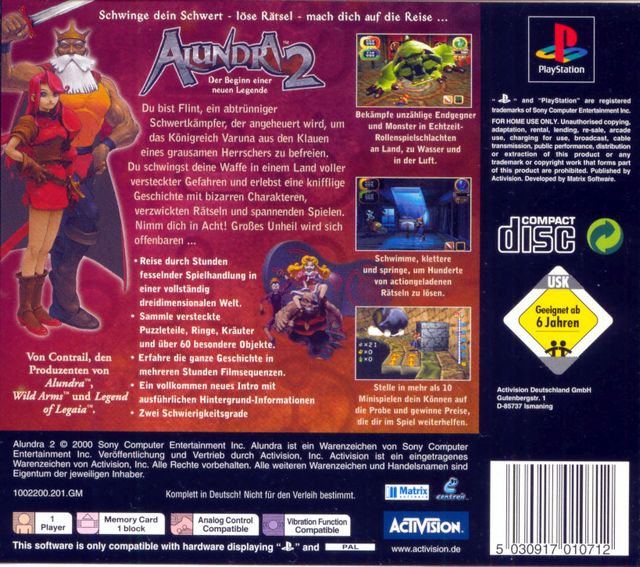 Schwinge dein Schwert - löse Rätsel - mach dich auf die Reise ...
ALUNDRA 2™
Der Beginn einer
neuen Legende
Du bist Flint, ein abtrünniger
Schwertkämpfer, der angeheuert wird, um
das Königreich Varuna aus den Klauen
eines grausamen Herrschers zu befreien.
Du schwingst deine Waffe in einem Land voller
versteckter Gefahren und erlebst eine knifflige
Geschichte mit bizarren Charakteren,
verzwickten Rätseln und spannenden Spielen.
Nimm dich in Acht! Großes Unheil wird sich
offenbaren ...
• Reise durch Stunden
fesselnder Spielhandlung in
einer vollständig
dreidimensionalen Welt.
• Sammle versteckte
Puzzleteile, Ringe, Kräuter
und über 60 besondere Objekte.
• Erfahre die ganze Geschichte in
mehreren Stunden Filmsequenzen.
• Ein vollkommen neues Intro mit
ausführlichen Hintergrund-Informationen
• Zwei Schwierigkeitsgrade
Von Contrail, den
Produzenten von
Alundra™,
Wild Arms™ und Legend
of Legaia™.
Bekämpfe unzählige Endgegner
und Monster in Echtzeit-
Rollenspielschlachten
an Land, zu Wasser und
in der Luft.
Schwimme, klettere
und springe, um Hunderte
von actiongeladenen
Rätseln zu lösen.
x21
x0
x0
Stelle in mehr als 10
Minispielen dein Können auf
die Probe und gewinne Preise,
die dir im Spiel weiterhelfen.
PlayStation
" " and "PlayStation" are registered
trademarks of Sony Computer Entertainment Inc.
FOR HOME USE ONLY. Unauthorised copying,
adaptation, rental, lending, re-sale, arcade
use, charging for use, broadcast, cable
transmission, public performance, distribution
or extraction of this product or any
trademark or copyright work that forms part
of this product are prohibited. Published by
Activision. Developed by Matrix Software.
COMPACT
disc
USK
Geeignet ab
6 Jahren
Activision Deutschland GmbH
Gutenbergstr. 1
D-85737 Ismaning
Alundra 2 © 2000 Sony Computer Entertainment Inc. Alundra ist ein Warenzeichen von Sony Computer
Entertainment Inc. Veröffentlichung und Vertrieb durch Activision, Inc. Activision ist ein eingetragenes
Warenzeichen von Activision, Inc. Alle Rechte vorbehalten. Alle weiteren Warenzeichen und Handelsnamen sind
Eigentum der jeweiligen Inhaber.
1002200.201.GM
Komplett in Deutsch! Nicht für den Verleih bestimmt.
Matrix
contrail
1
Player
Memory Card
1 block
Analog Control
Compatible
Vibration Function
Compatible
ACTIVISION.
www.activision.de
This software is only compatible with hardware displaying " " and PAL
5 030917 010712